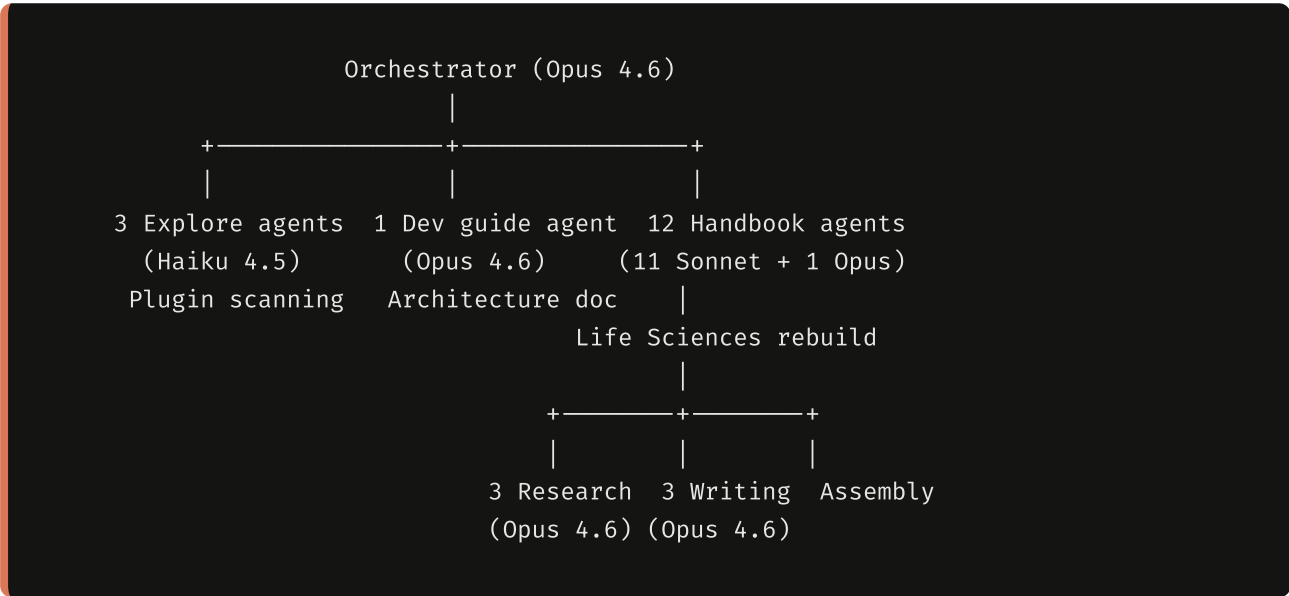 Orchestrator (Opus 4.6)
3 Explore agents 1 Dev guide agent 12 Handbook agents
(Haiku 4.5) (Opus 4.6) (11 Sonnet + 1 Opus)
Plugin scanning Architecture doc
Life Sciences rebuild
3 Research 3 Writing Assembly
(Opus 4.6) (Opus 4.6)